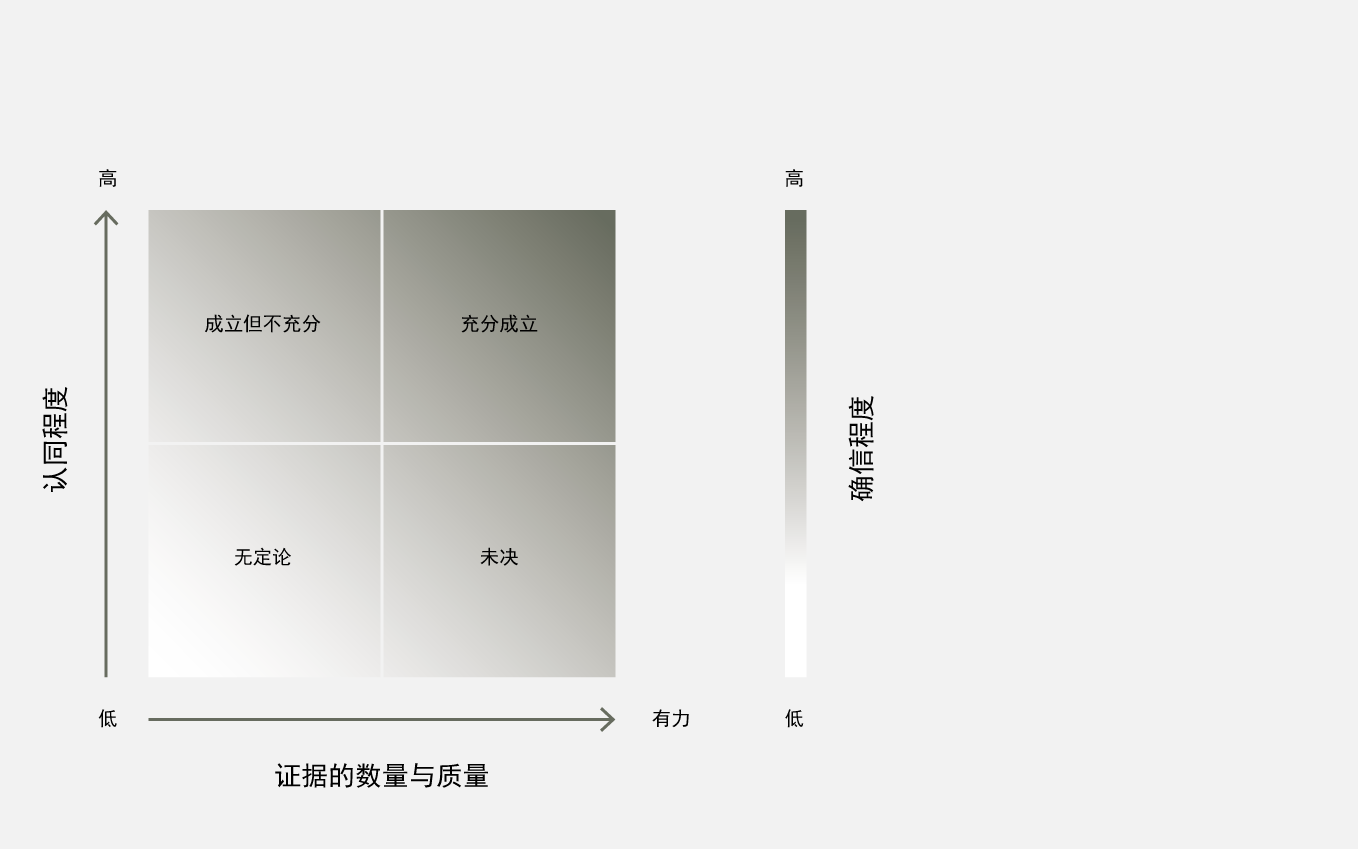 高
高
成立但不充分
充分成立
认同程度
确信程度
无定论
未决
低
有力
低
证据的数量与质量